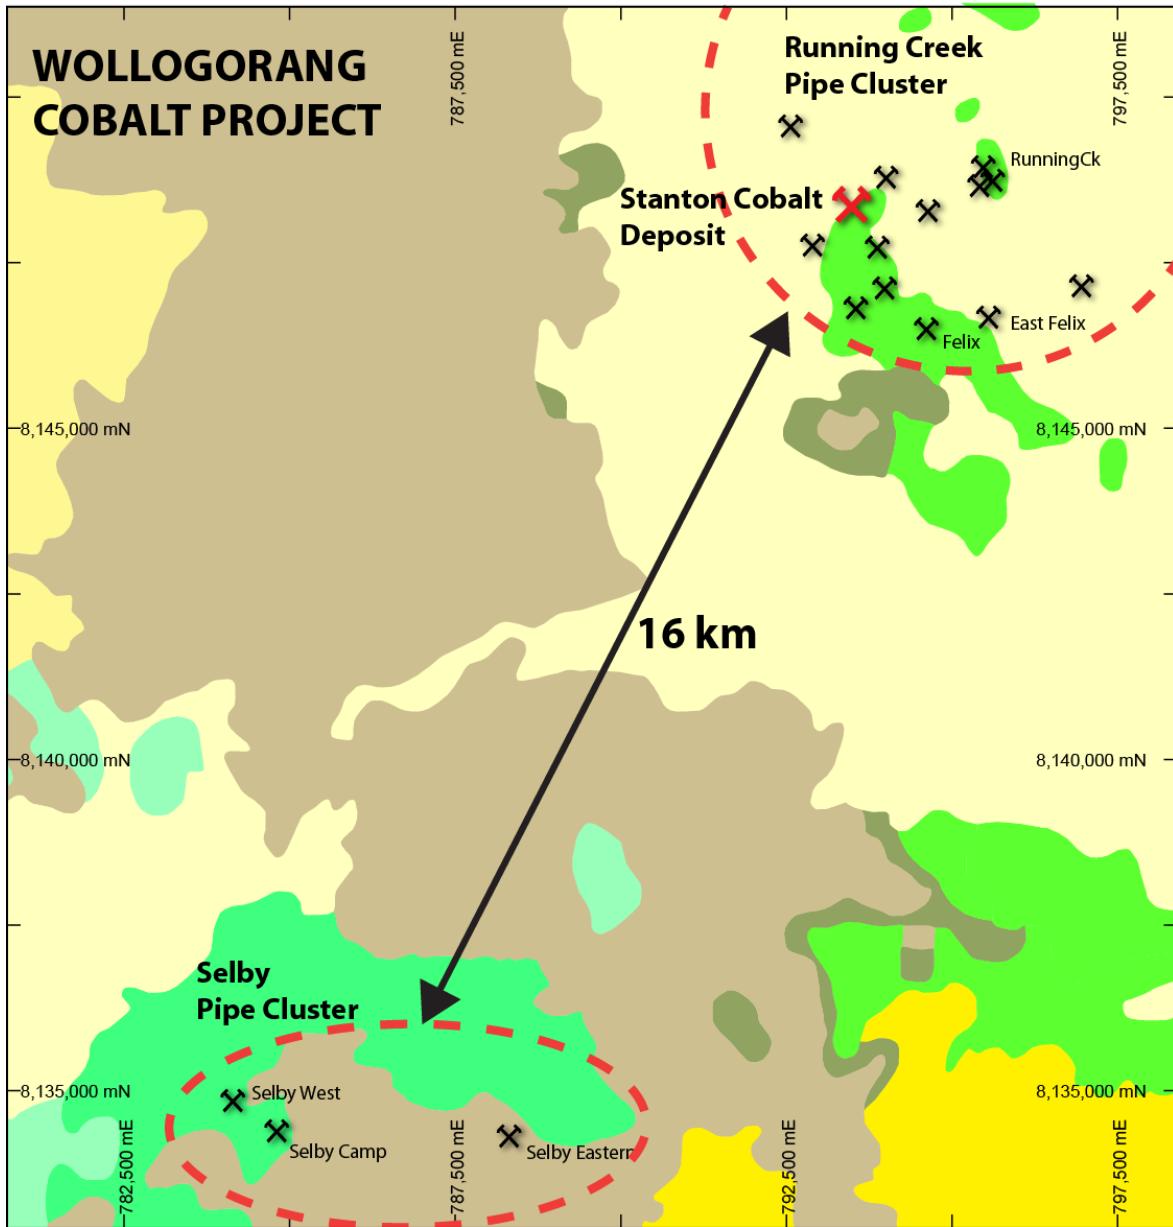 WOLLOGORANG
COBALT PROJECT
787,500 mE
Running Creek
Pipe Cluster
797,500 mE
RunningCk
Stanton Cobalt
Deposit
East Felix
Felix
8,145,000 mN
8,145,000 mN
16 km
8,140,000 mN
8,140,000 mN
Selby
Pipe Cluster
8,135,000 mN
Selby West
8,135,000 mN
Selby Camp
Selby Eastern
782,500 mE
787,500 mE
792,500 mE
797,500 mE